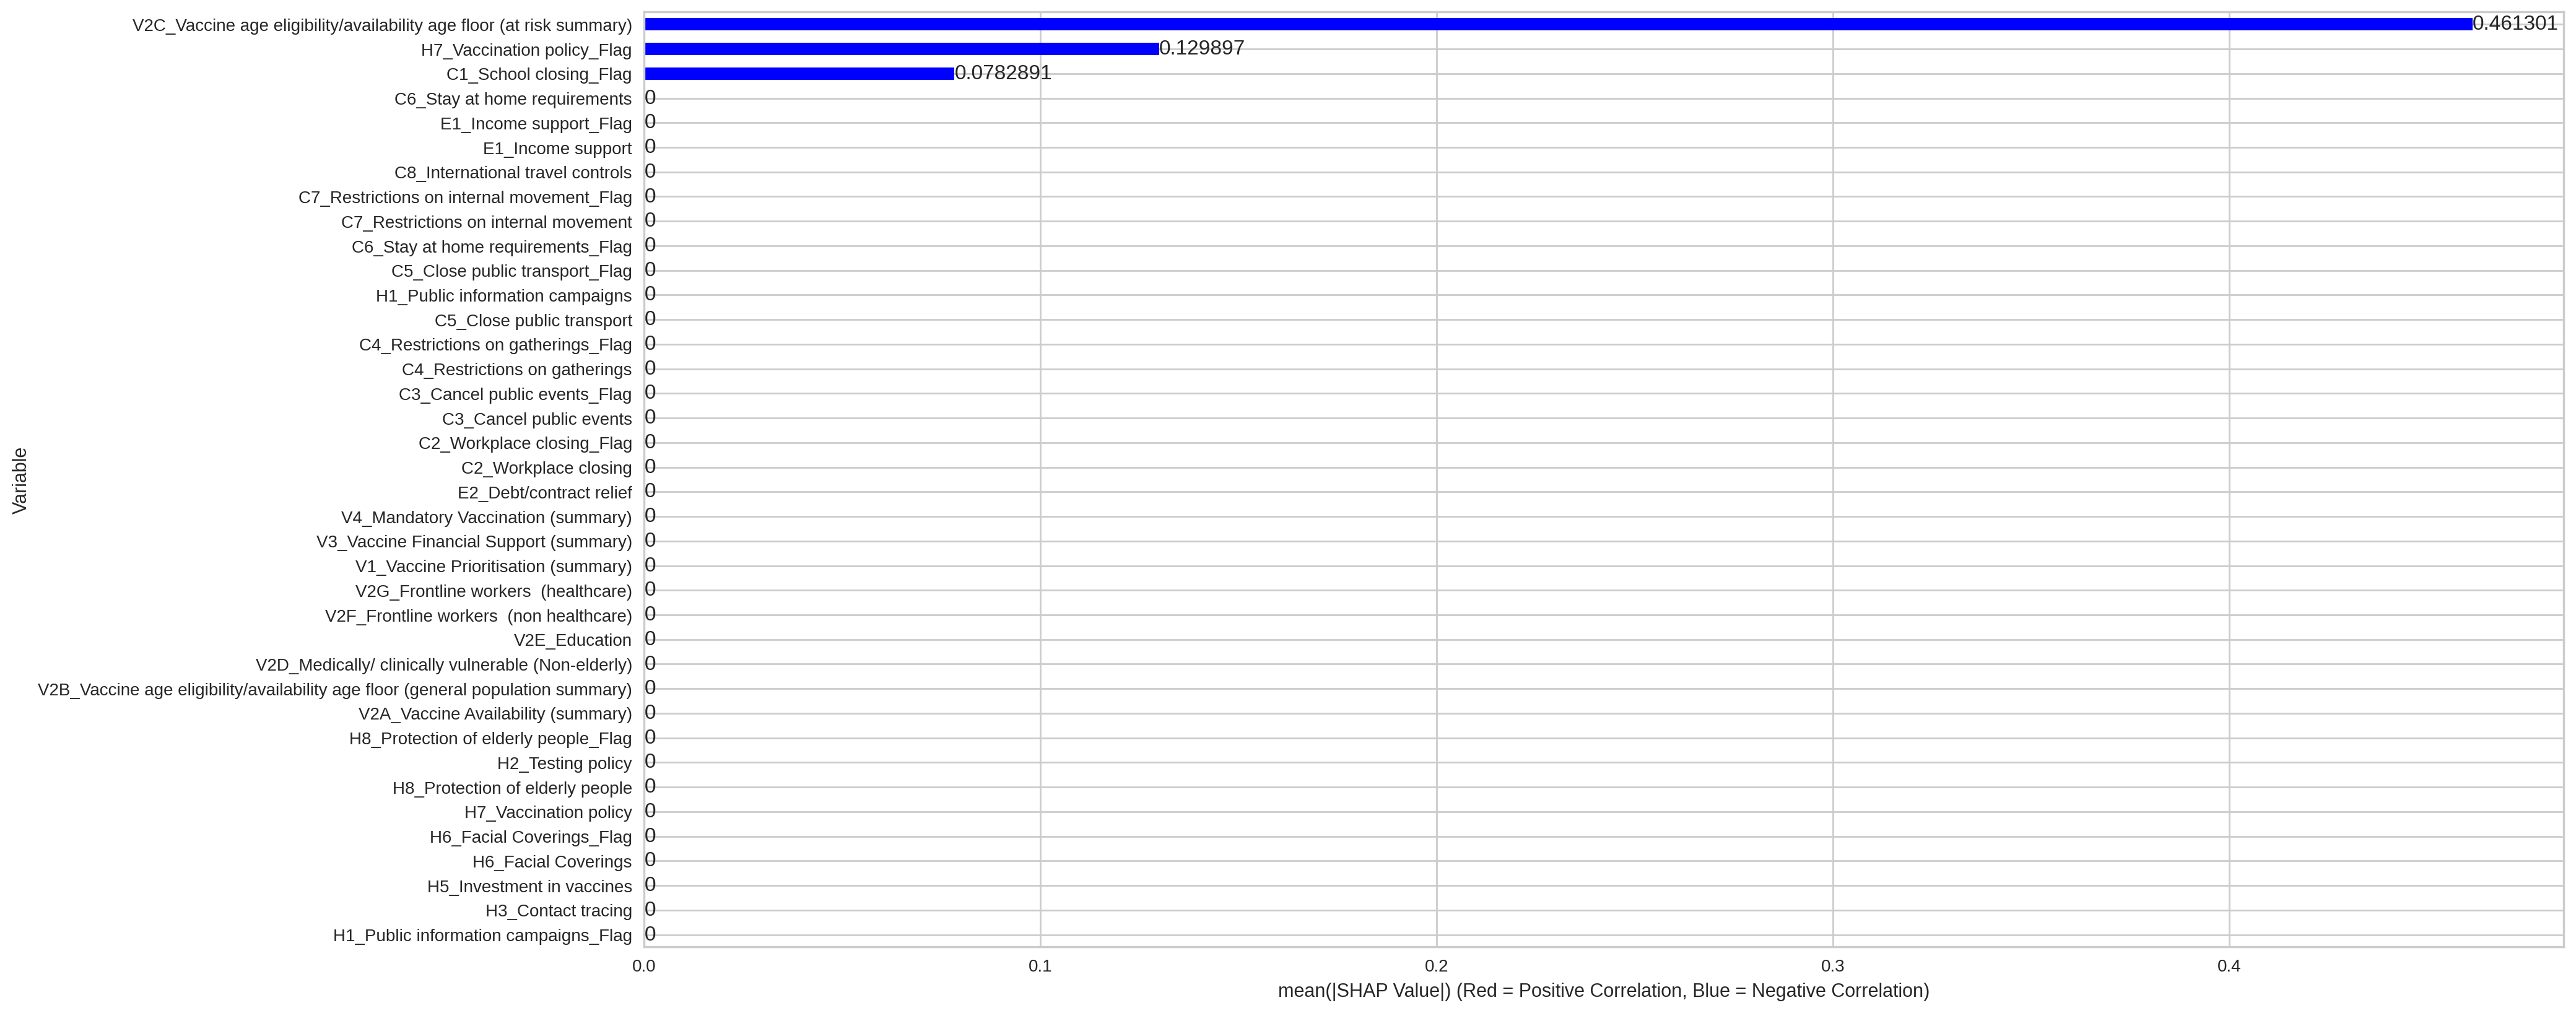 V2C_Vaccine age eligibility/availability age floor (at risk summary) 0.461301
H7_Vaccination policy_Flag 0.129897
C1_School closing_Flag 0.0782891
C6_Stay at home requirements 0
E1_Income support_Flag 0
E1_Income support 0
C8_International travel controls 0
C7_Restrictions on internal movement_Flag 0
C7_Restrictions on internal movement 0
C6_Stay at home requirements_Flag 0
C5_Close public transport_Flag 0
H1_Public information campaigns 0
C5_Close public transport 0
C4_Restrictions on gatherings_Flag 0
C4_Restrictions on gatherings 0
C3_Cancel public events_Flag 0
C3_Cancel public events 0
C2_Workplace closing_Flag 0
C2_Workplace closing 0
E2_Debt/contract relief 0
V4_Mandatory Vaccination (summary) 0
V3_Vaccine Financial Support (summary) 0
V1_Vaccine Prioritisation (summary) 0
V2G_Frontline workers  (healthcare) 0
V2F_Frontline workers  (non healthcare) 0
V2E_Education 0
V2D_Medically/ clinically vulnerable (Non-elderly) 0
V2B_Vaccine age eligibility/availability age floor (general population summary) 0
V2A_Vaccine Availability (summary) 0
H8_Protection of elderly people_Flag 0
H2_Testing policy 0
H8_Protection of elderly people 0
H7_Vaccination policy 0
H6_Facial Coverings_Flag 0
H6_Facial Coverings 0
H5_Investment in vaccines 0
H3_Contact tracing 0
H1_Public information campaigns_Flag 0
Variable
0.0 0.1 0.2 0.3 0.4
mean(|SHAP Value|) (Red = Positive Correlation, Blue = Negative Correlation)